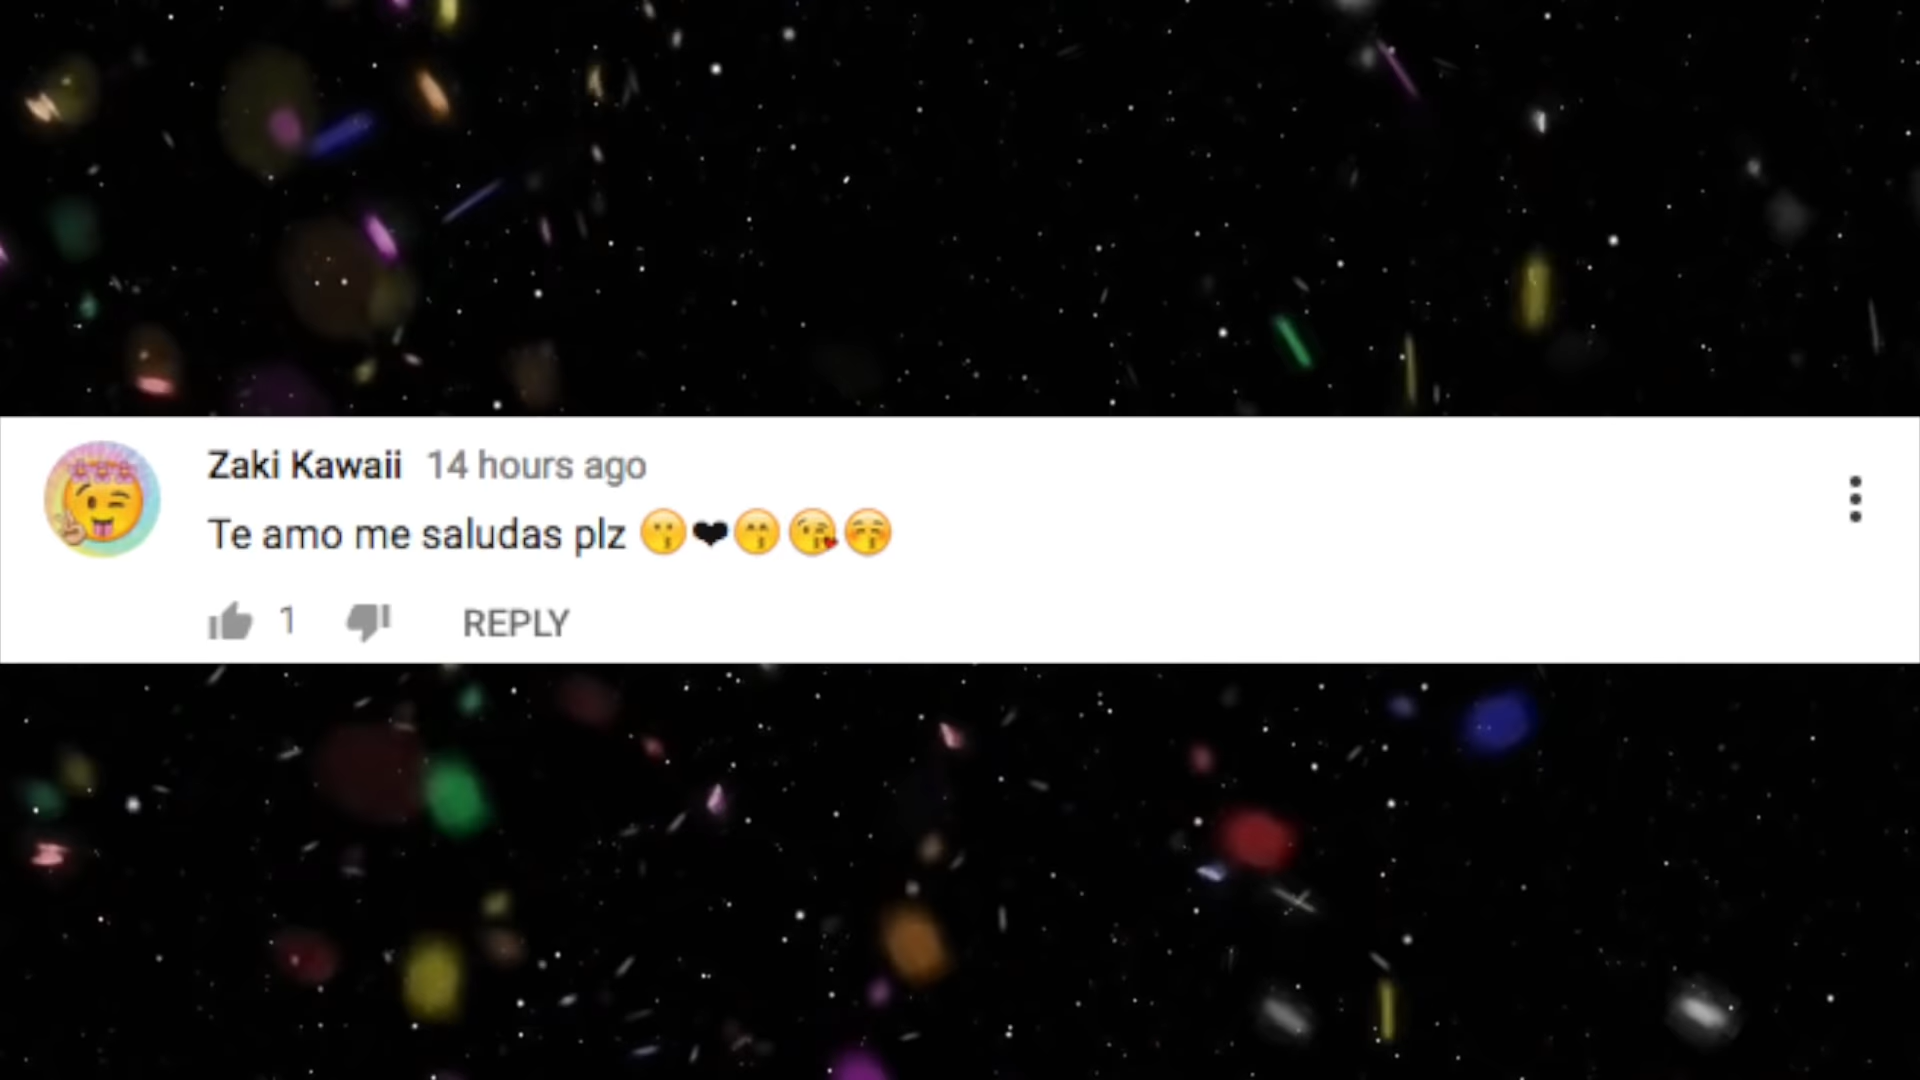 Zaki Kawaii 14 hours ago
Te amo me saludas plz 😗❤😙😘😚
1 REPLY